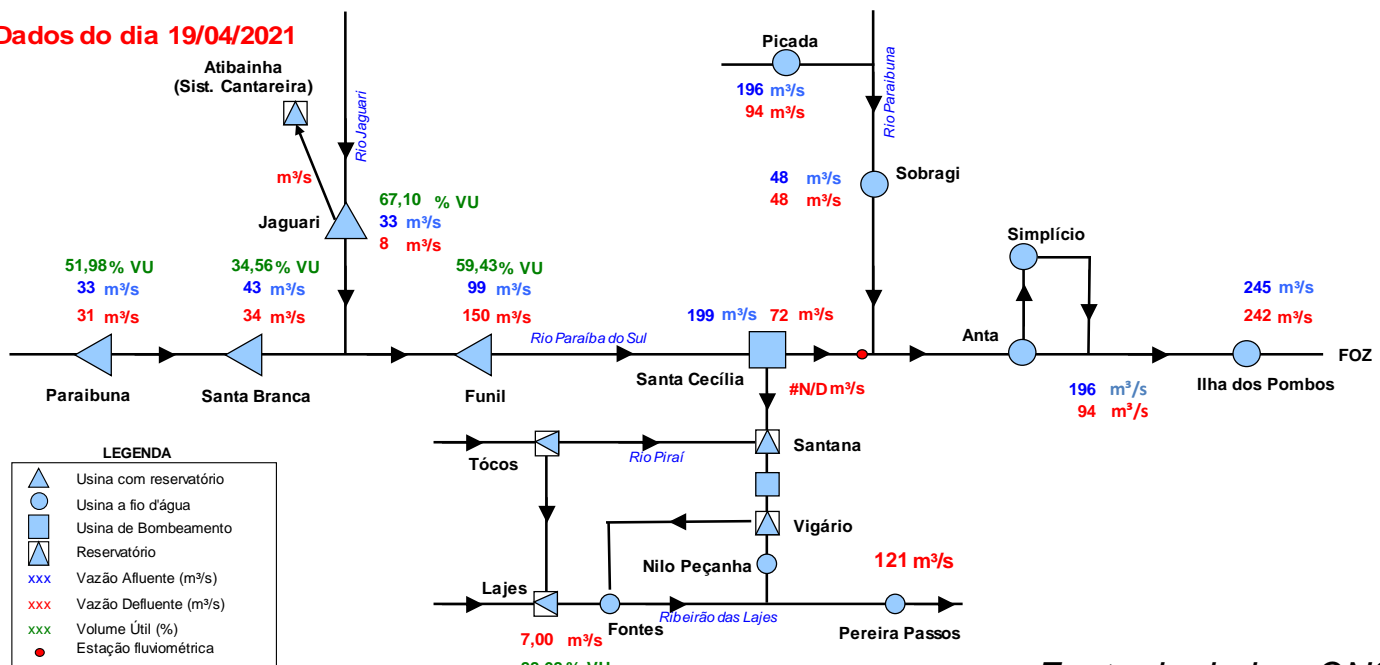 Dados do dia 19/04/2021
Atibainha
(Sist. Cantareira)
Rio Jaguari
m³/s
Jaguari
67,10 % VU
33 m³/s
8 m³/s
Picada
196 m³/s
94 m³/s
Rio Paraibuna
48 m³/s
48 m³/s
Sobragi
51,98 % VU
33 m³/s
31 m³/s
Paraibuna
34,56 % VU
43 m³/s
34 m³/s
Santa Branca
59,43 % VU
99 m³/s
150 m³/s
Funil
Rio Paraíba do Sul
199 m³/s 72 m³/s
Santa Cecília
#N/D m³/s
Simplício
Anta
196 m³/s
94 m³/s
245 m³/s
242 m³/s
Ilha dos Pombos
FOZ
Tócos
Rio Piraí
Santana
Vigário
Nilo Peçanha
121 m³/s
Lajes
Fontes
Ribeirão das Lajes
Pereira Passos
7,00 m³/s
% VU
LEGENDA
Usina com reservatório
Usina a fio d'água
Usina de Bombeamento
Reservatório
xxx Vazão Afluente (m³/s)
xxx Vazão Defluente (m³/s)
xxx Volume Útil (%)
Estação fluviométrica